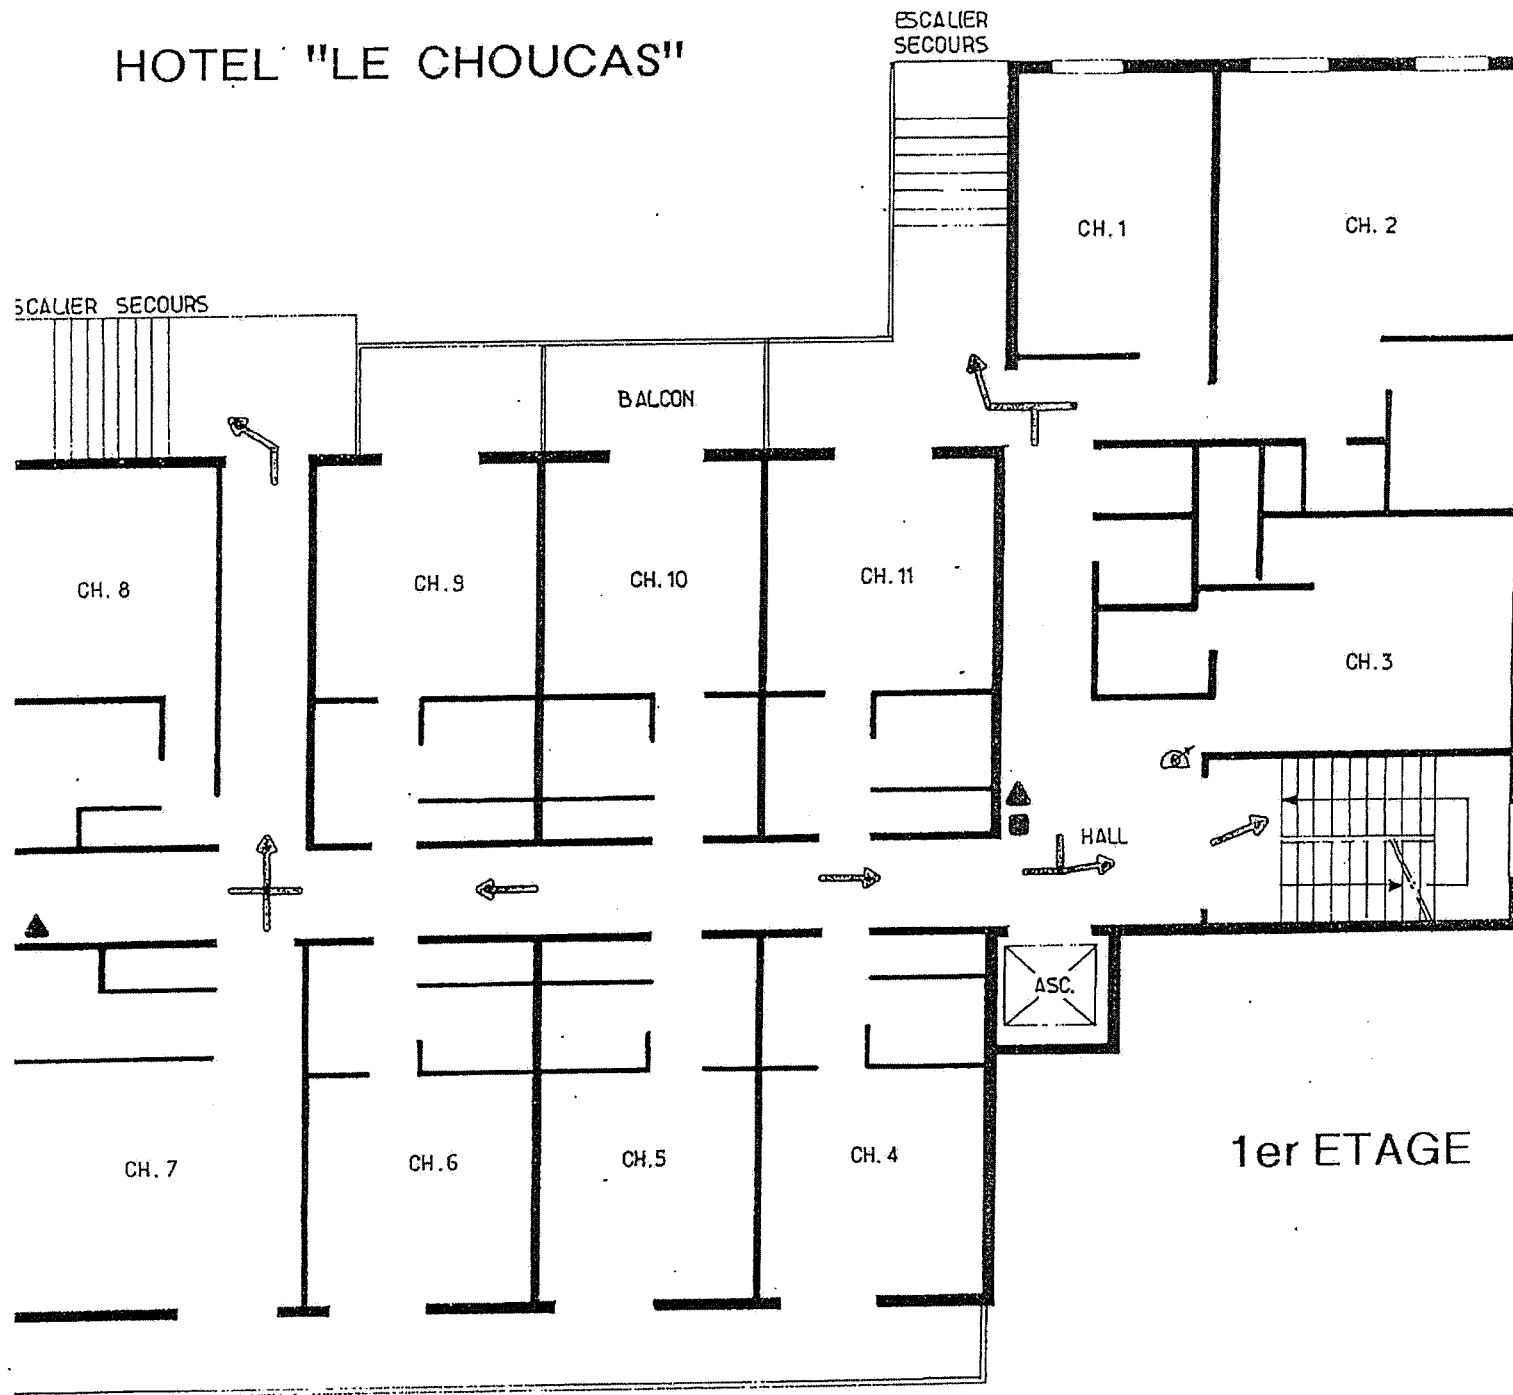 ESCALIER
SECOURS
HOTEL "LE CHOUCAS"
CH.1
CH. 2
SCALIER SECOURS
BALCON
CH. 8
CH.9
CH.10
CH.11
CH.3
HALL
ASC.
CH. 7
CH.6
CH.5
CH. 4
1er ETAGE